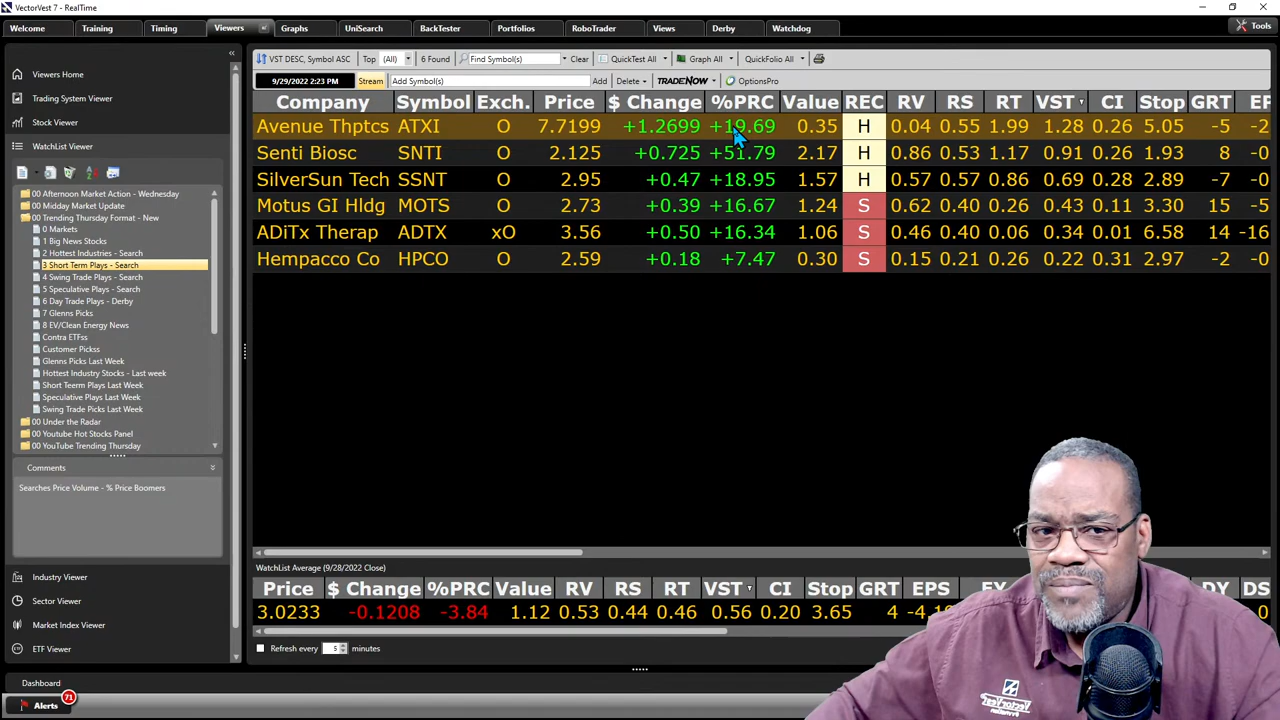 VectorVest 7 - RealTime
Welcome Training Timing Viewers Graphs UniSearch BackTester Portfolios RoboTrader Views Derby Watchdog Tools
VST DESC, Symbol ASC Top (All) 6 Found Find Symbol(s) Clear QuickTest All Graph All QuickFolio All
9/29/2022 2:23 PM Stream Add Symbol(s) Add Delete TRADENOW OptionsPro
Viewers Home
Trading System Viewer
Stock Viewer
WatchList Viewer
00 Afternoon Market Action - Wednesday
00 Midday Market Update
00 Trending Thursday Format - New
0 Markets
1 Big News Stocks
2 Hottest Industries - Search
3 Short Term Plays - Search
4 Swing Trade Plays - Search
5 Speculative Plays - Search
6 Day Trade Plays - Derby
7 Glenns Picks
8 EV/Clean Energy News
Contra ETFss
Customer Pickss
Glenns Picks Last Week
Hottest Industry Stocks - Last week
Short Teerm Plays Last Week
Speculative Plays Last Week
Swing Trade Picks Last Week
00 Under the Radar
00 Youtube Hot Stocks Panel
00 YouTube Trending Thursday
Comments
Searches Price Volume - % Price Boomers
Industry Viewer
Sector Viewer
Market Index Viewer
ETF Viewer
Dashboard
Alerts 71
Company Symbol Exch. Price $ Change %PRC Value REC RV RS RT VST CI Stop GRT EP
Avenue Thptcs ATXI O 7.7199 +1.2699 +19.69 0.35 H 0.04 0.55 1.99 1.28 0.26 5.05 -5 -2
Senti Biosc SNTI O 2.125 +0.725 +51.79 2.17 H 0.86 0.53 1.17 0.91 0.26 1.93 8 -0
SilverSun Tech SSNT O 2.95 +0.47 +18.95 1.57 H 0.57 0.57 0.86 0.69 0.28 2.89 -7 -0
Motus GI Hldg MOTS O 2.73 +0.39 +16.67 1.24 S 0.62 0.40 0.26 0.43 0.11 3.30 15 -5
ADiTx Therap ADTX xO 3.56 +0.50 +16.34 1.06 S 0.46 0.40 0.06 0.32 0.01 6.58 14 -16
Hempacco Co HPCO O 2.59 +0.18 +7.47 0.30 S 0.15 0.21 0.26 0.22 0.31 2.97 -2 -0
WatchList Average (9/28/2022 Close)
Price $ Change %PRC Value RV RS RT VST CI Stop GRT EPS EY DY DS
3.0233 -0.1208 -3.84 1.12 0.53 0.44 0.46 0.56 0.20 3.65 4 0
Refresh every 5 minutes
VectorVest